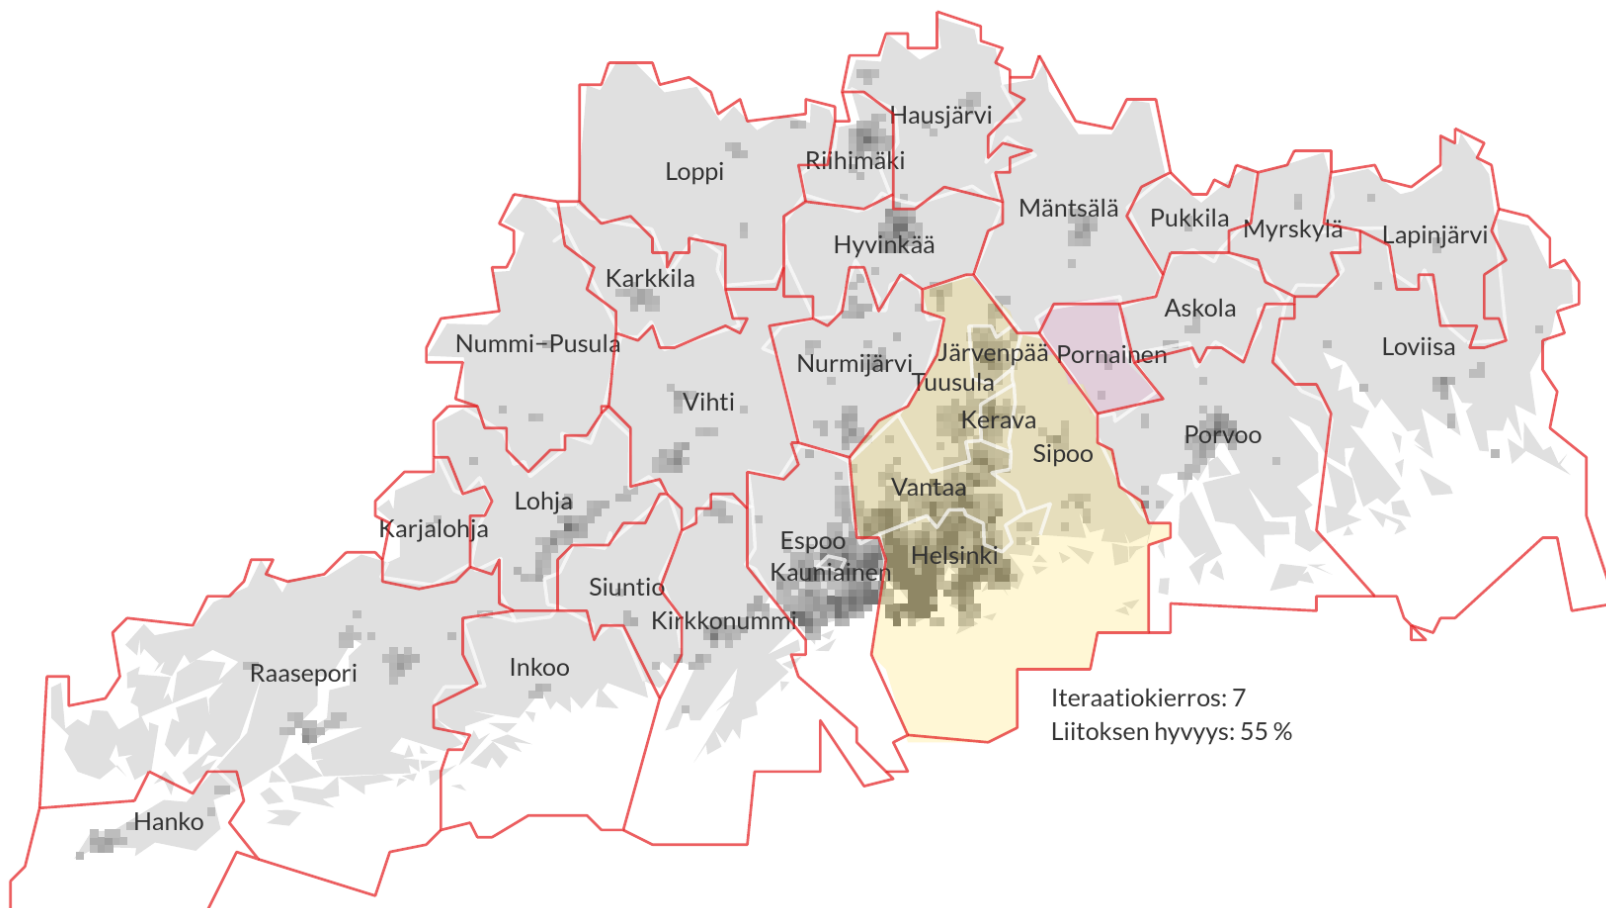 Hausjärvi
Riihimäki
Loppi
Mäntsälä
Pukkila
Myrskylä
Lapinjärvi
Hyvinkää
Karkkila
Askola
Nummi-Pusula
Nurmijärvi
Järvenpää
Pornainen
Loviisa
Tuusula
Vihti
Kerava
Sipoo
Porvoo
Vantaa
Lohja
Karjalohja
Espoo
Helsinki
Kauniainen
Siuntio
Kirkkonummi
Raasepori
Inkoo
Iteraatiokierros: 7
Liitoksen hyvyys: 55 %
Hanko